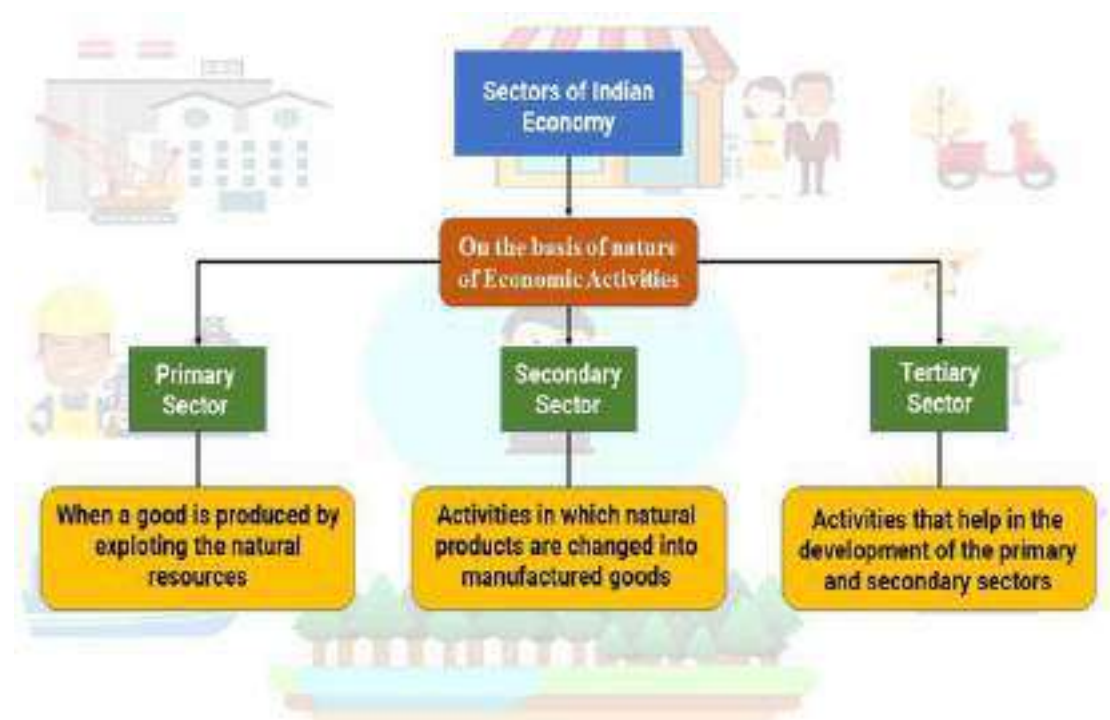 Sectors of Indian
Economy
On the basis of nature
of Economic Activities
Primary
Sector
Secondary
Sector
Tertiary
Sector
When a good is produced by
exploting the natural
resources
Activities in which natural
products are changed into
manufactured goods
Activities that help in the
development of the primary
and secondary sectors